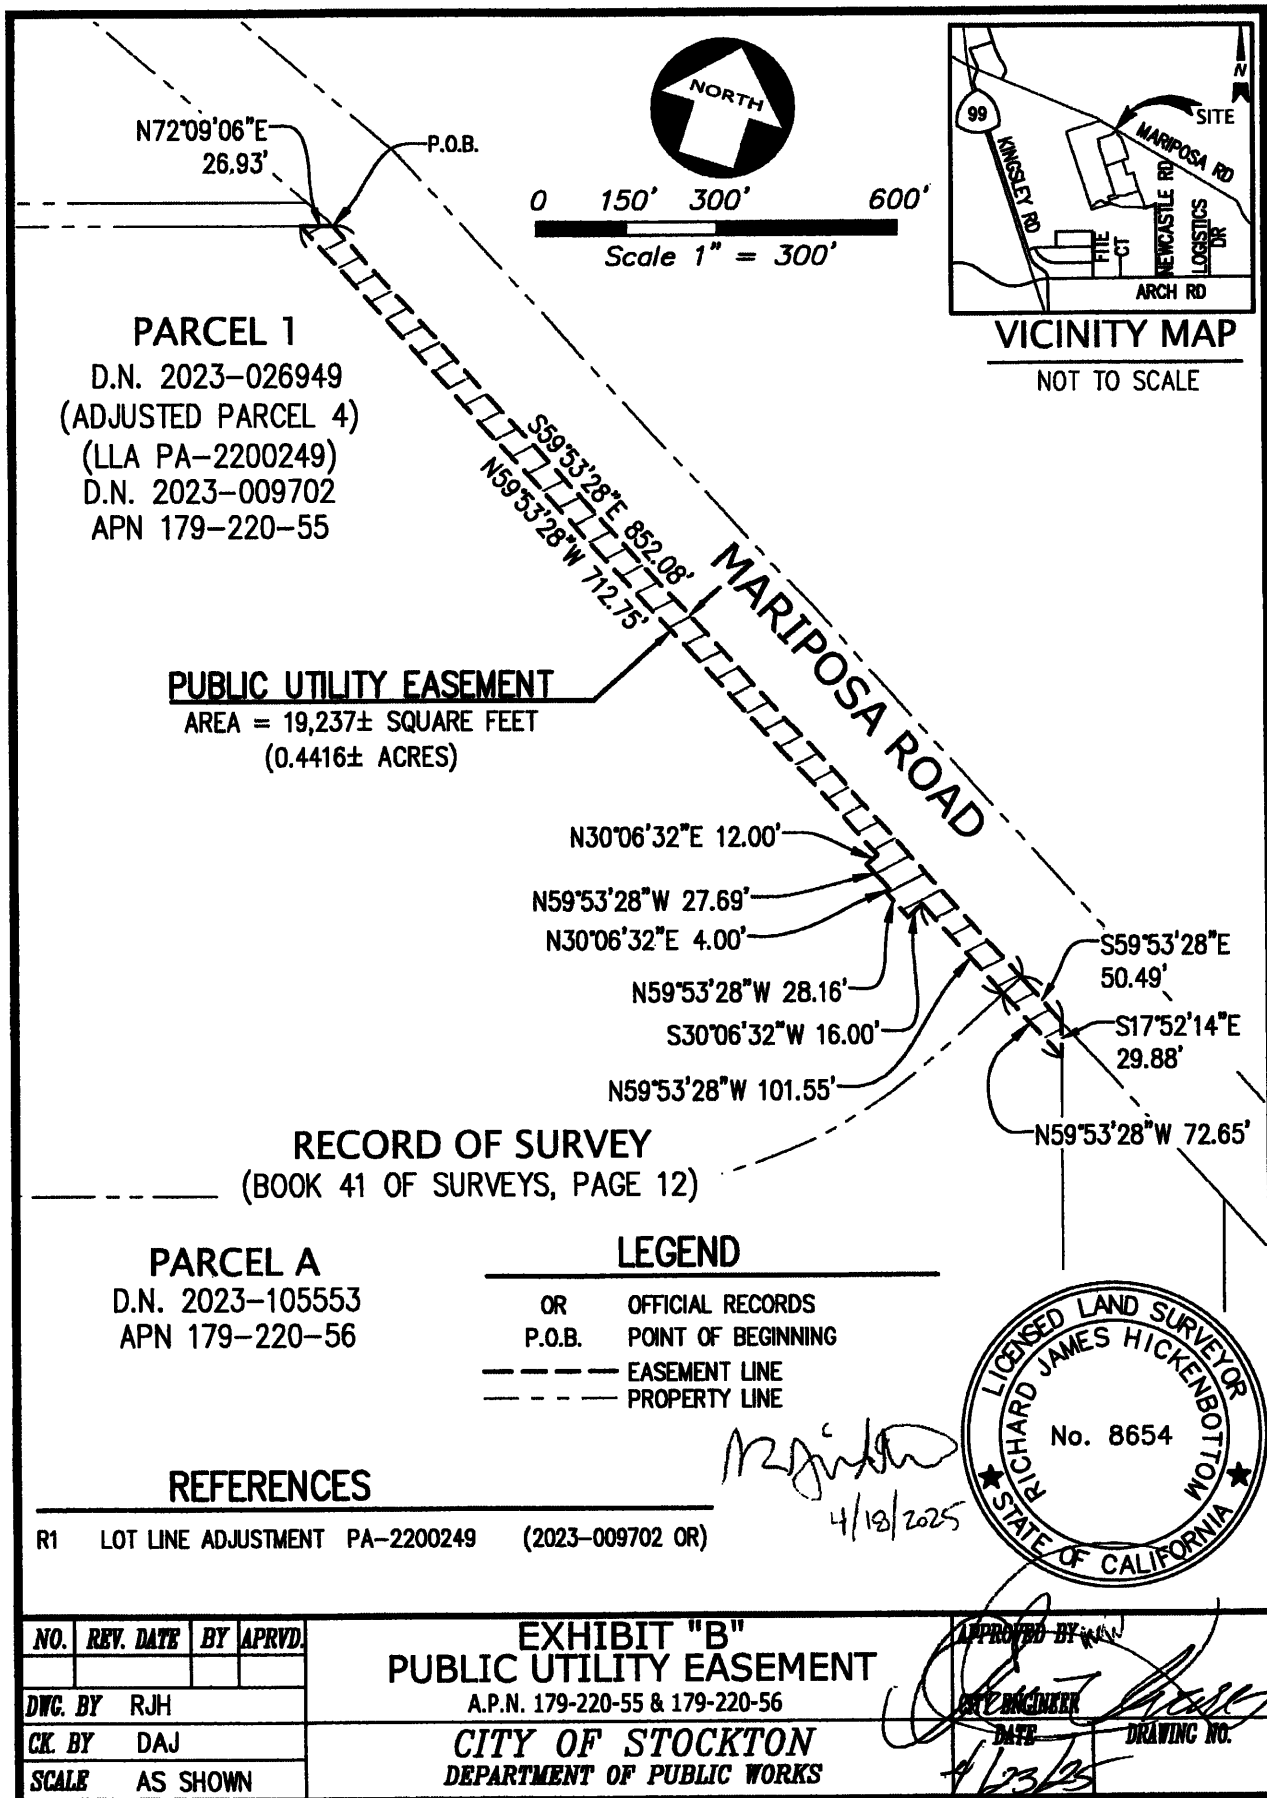 N72°09'06"E
26.93'
P.O.B.
NORTH
0 150' 300' 600'
Scale 1" = 300'
N
99
SITE
MARIPOSA RD
KINGSLEY RD
NEWCASTLE RD
LOGISTICS
DR
FITE
CT
ARCH RD
VICINITY MAP
NOT TO SCALE
PARCEL 1
D.N. 2023-026949
(ADJUSTED PARCEL 4)
(LLA PA-2200249)
D.N. 2023-009702
APN 179-220-55
S59°53'28"E 852.08'
N59°53'28"W 712.75'
MARIPOSA ROAD
PUBLIC UTILITY EASEMENT
AREA = 19,237± SQUARE FEET
(0.4416± ACRES)
N30°06'32"E 12.00'
N59°53'28"W 27.69'
N30°06'32"E 4.00'
N59°53'28"W 28.16'
S30°06'32"W 16.00'
N59°53'28"W 101.55'
S59°53'28"E
50.49'
S17°52'14"E
29.88'
N59°53'28"W 72.65'
RECORD OF SURVEY
(BOOK 41 OF SURVEYS, PAGE 12)
PARCEL A
D.N. 2023-105553
APN 179-220-56
LEGEND
OR OFFICIAL RECORDS
P.O.B. POINT OF BEGINNING
EASEMENT LINE
PROPERTY LINE
LICENSED LAND SURVEYOR
RICHARD JAMES HICKENBOTTOM
No. 8654
STATE OF CALIFORNIA
4/18/2025
REFERENCES
R1 LOT LINE ADJUSTMENT PA-2200249 (2023-009702 OR)
NO. REV. DATE BY APRVD.
DWG. BY RJH
CK. BY DAJ
SCALE AS SHOWN
EXHIBIT "B"
PUBLIC UTILITY EASEMENT
A.P.N. 179-220-55 & 179-220-56
CITY OF STOCKTON
DEPARTMENT OF PUBLIC WORKS
APPROVED BY
CITY ENGINEER
DATE
4/23/25
DRAWING NO.